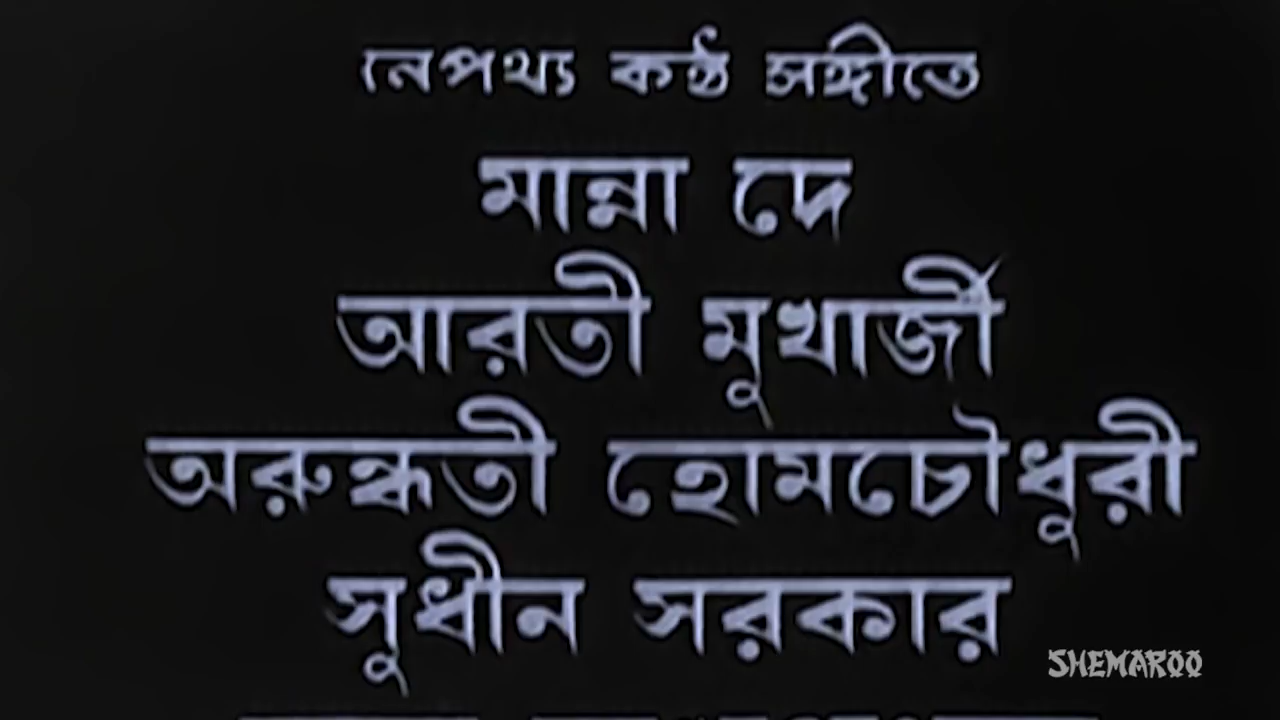 নেপথ্য কণ্ঠ সঙ্গীতে
মান্না দে
আরতী মুখার্জী
অরুন্ধতী হোমচৌধুরী
সুধীন সরকার
SHEMAROO